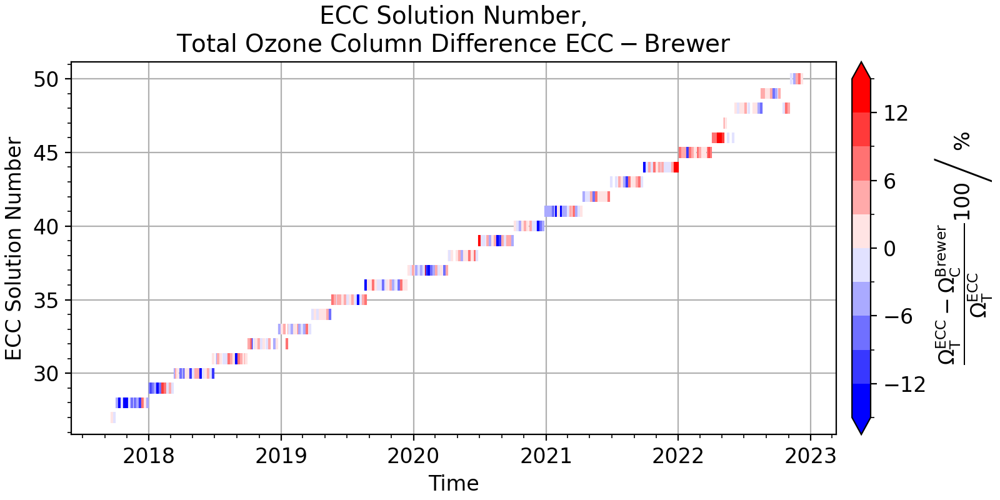 ECC Solution Number,
Total Ozone Column Difference ECC − Brewer
ECC Solution Number
50
45
40
35
30
2018
2019
2020
2021
2022
2023
Time
12
6
0
−6
−12
Ω_T^ECC − Ω_C^Brewer
Ω_T^ECC
100 / %